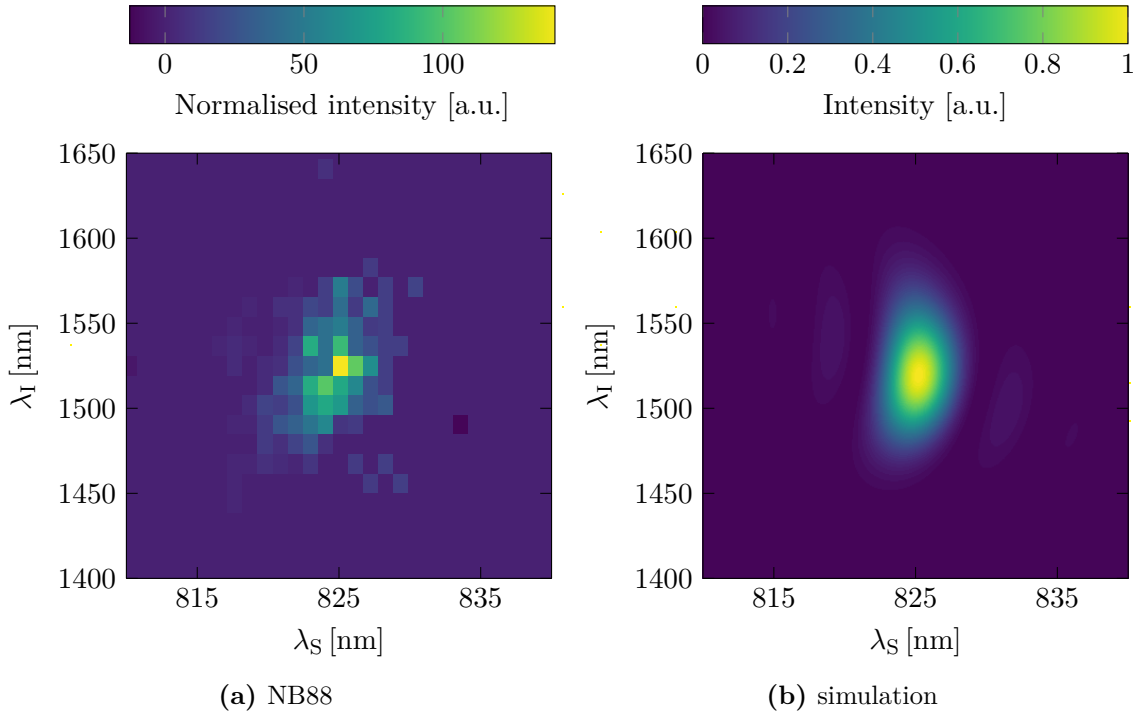 0 50 100
Normalised intensity [a.u.]
0 0.2 0.4 0.6 0.8 1
Intensity [a.u.]
1650
1600
1550
1500
1450
1400
λI [nm]
815 825 835
λS [nm]
(a) NB88
1650
1600
1550
1500
1450
1400
λI [nm]
815 825 835
λS [nm]
(b) simulation